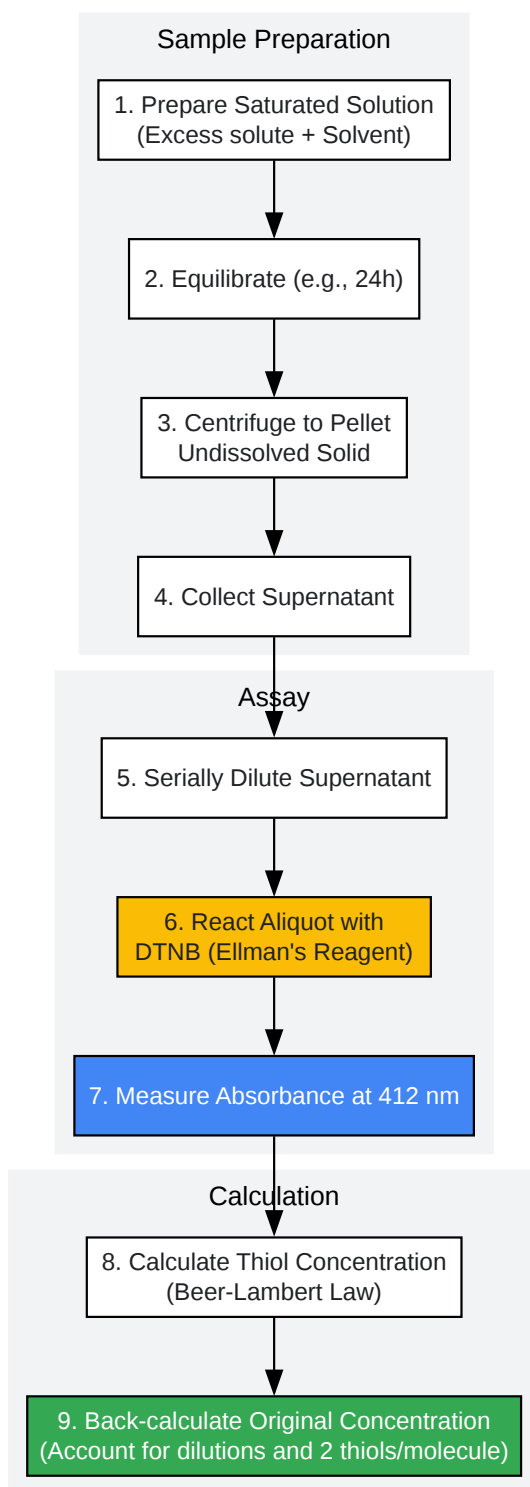 Sample Preparation
1. Prepare Saturated Solution
(Excess solute + Solvent)
2. Equilibrate (e.g., 24h)
3. Centrifuge to Pellet
Undissolved Solid
4. Collect Supernatant
Assay
5. Serially Dilute Supernatant
6. React Aliquot with
DTNB (Ellman's Reagent)
7. Measure Absorbance at 412 nm
Calculation
8. Calculate Thiol Concentration
(Beer-Lambert Law)
9. Back-calculate Original Concentration
(Account for dilutions and 2 thiols/molecule)